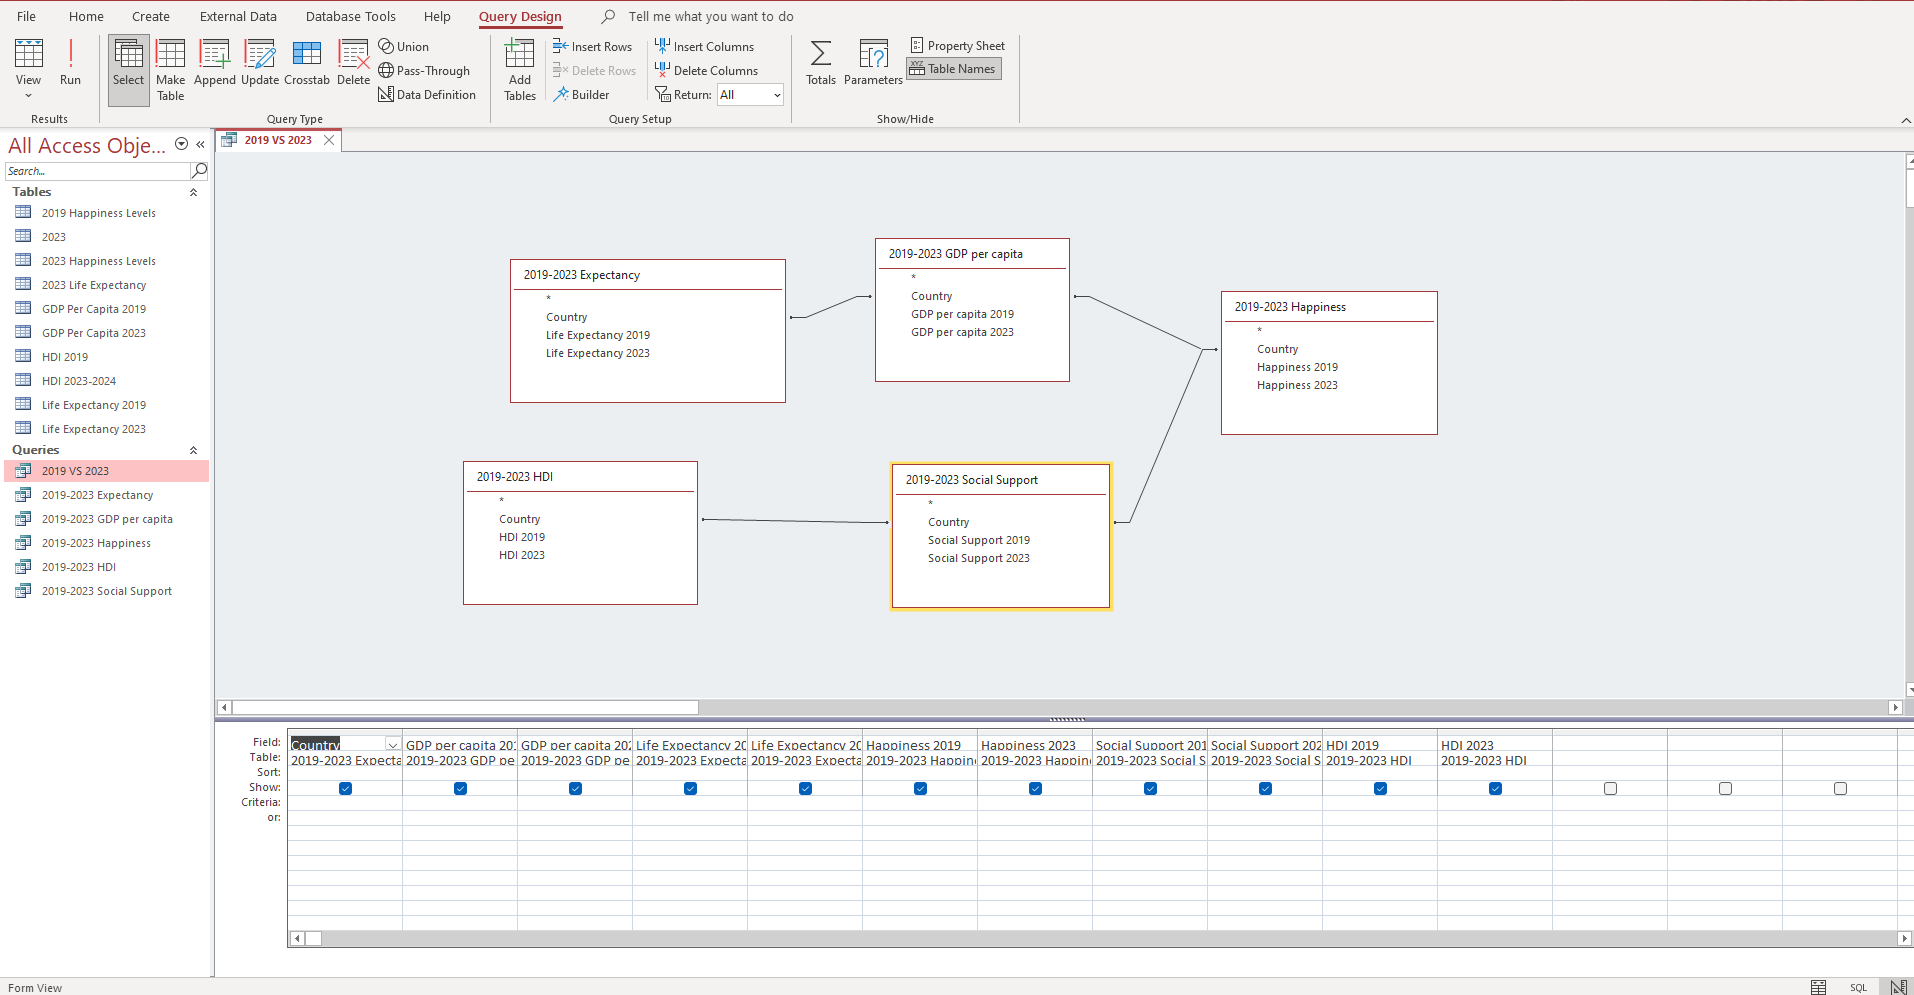 File Home Create External Data Database Tools Help Query Design Tell me what you want to do
View Run Select Make Table Append Update Crosstab Delete
Union
Pass-Through
Data Definition
Add Tables
Insert Rows
Delete Rows
Builder
Insert Columns
Delete Columns
Return: All
Totals Parameters
Property Sheet
Table Names
Results Query Type Query Setup Show/Hide
All Access Obje...
Search...
Tables
2019 Happiness Levels
2023
2023 Happiness Levels
2023 Life Expectancy
GDP Per Capita 2019
GDP Per Capita 2023
HDI 2019
HDI 2023-2024
Life Expectancy 2019
Life Expectancy 2023
Queries
2019 VS 2023
2019-2023 Expectancy
2019-2023 GDP per capita
2019-2023 Happiness
2019-2023 HDI
2019-2023 Social Support
2019 VS 2023
2019-2023 Expectancy
*
Country
Life Expectancy 2019
Life Expectancy 2023
2019-2023 GDP per capita
*
Country
GDP per capita 2019
GDP per capita 2023
2019-2023 Happiness
*
Country
Happiness 2019
Happiness 2023
2019-2023 HDI
*
Country
HDI 2019
HDI 2023
2019-2023 Social Support
*
Country
Social Support 2019
Social Support 2023
Field: Country GDP per capita 201 GDP per capita 202 Life Expectancy 20 Life Expectancy 20 Happiness 2019 Happiness 2023 Social Support 201 Social Support 202 HDI 2019 HDI 2023
Table: 2019-2023 Expecta 2019-2023 GDP pe 2019-2023 GDP pe 2019-2023 Expecta 2019-2023 Expecta 2019-2023 Happin 2019-2023 Happin 2019-2023 Social S 2019-2023 Social S 2019-2023 HDI 2019-2023 HDI
Sort:
Show:
Criteria:
or:
Form View SQL